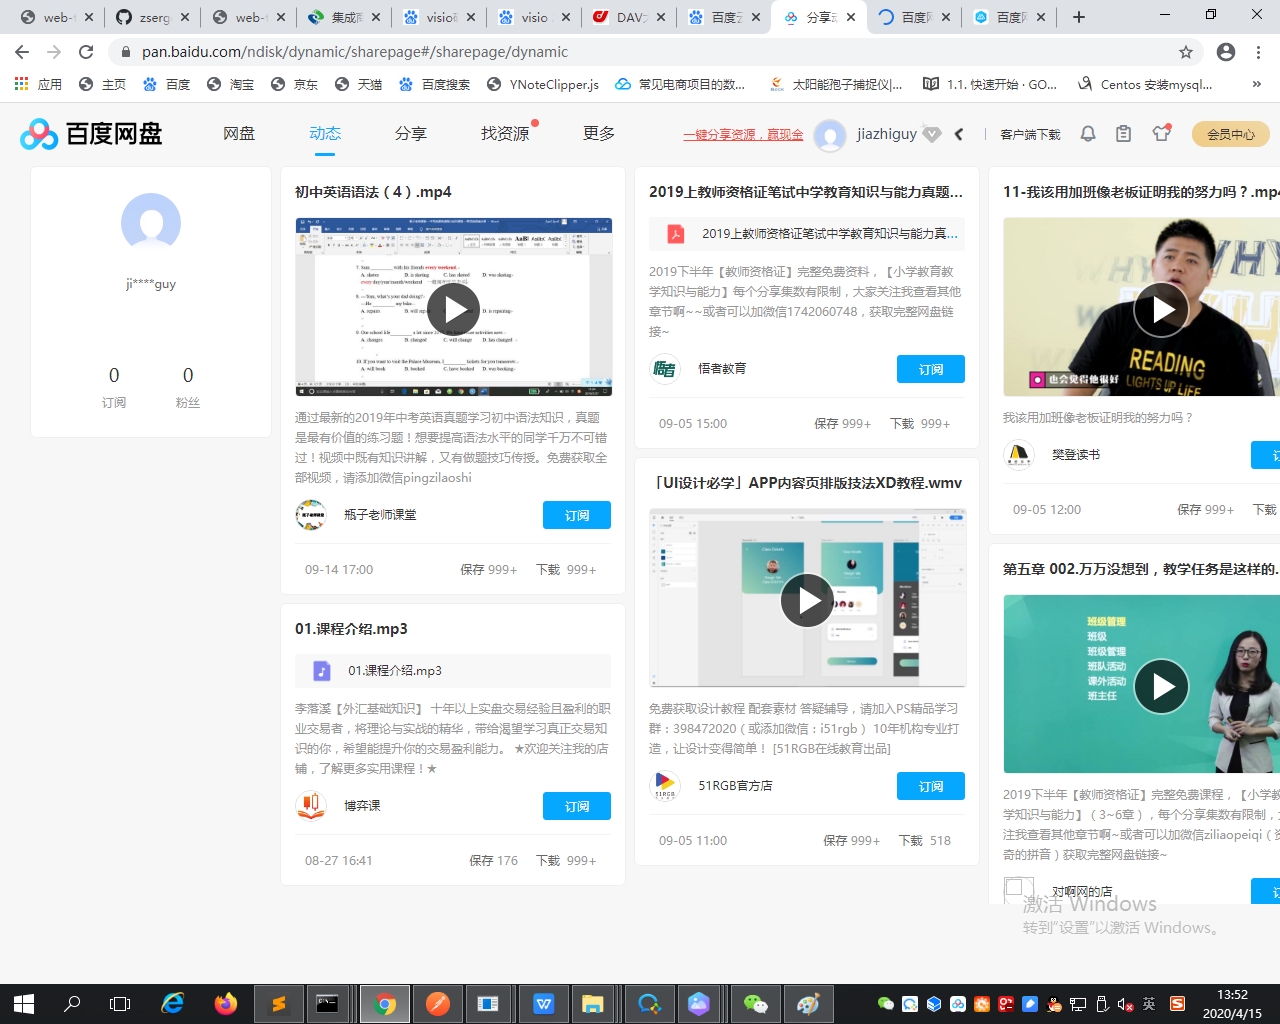 web-t
zserg
web-t
集成商
visio画
visio
DAV太
百度云
分享动
百度网
百度网
pan.baidu.com/ndisk/dynamic/sharepage#/sharepage/dynamic
应用 主页 百度 淘宝 京东 天猫 百度搜索 YNoteClipper.js 常见电商项目的数... 太阳能孢子捕捉仪|... 1.1. 快速开始 · GO... Centos 安装mysql... »
百度网盘 网盘 动态 分享 找资源 更多 一键分享资源，赢现金 jiazhiguy 客户端下载 会员中心
ji****guy
0 0
订阅 粉丝
初中英语语法（4）.mp4
通过最新的2019年中考英语真题学习初中语法知识，真题
是最有价值的练习题！想要提高语法水平的同学千万不可错
过！视频中既有知识讲解，又有做题技巧传授。免费获取全
部视频，请添加微信pingzilaoshi
瓶子老师课堂 订阅
09-14 17:00 保存 999+ 下载 999+
01.课程介绍.mp3
01.课程介绍.mp3
李落溪【外汇基础知识】 十年以上实盘交易经验且盈利的职
业交易者，将理论与实战的精华，带给渴望学习真正交易知
识的你，希望能提升你的交易盈利能力。 ★欢迎关注我的店
铺，了解更多实用课程！★
博弈课 订阅
08-27 16:41 保存 176 下载 999+
2019上教师资格证笔试中学教育知识与能力真题...
2019上教师资格证笔试中学教育知识与能力真...
2019下半年【教师资格证】完整免费资料，【小学教育教
学知识与能力】每个分享集数有限制，大家关注我查看其他
章节啊~~或者可以加微信1742060748，获取完整网盘链
接~
悟者教育 订阅
09-05 15:00 保存 999+ 下载 999+
「UI设计必学」APP内容页排版技法XD教程.wmv
免费获取设计教程 配套素材 答疑辅导，请加入PS精品学习
群：398472020（或添加微信：i51rgb） 10年机构专业打
造，让设计变得简单！ [51RGB在线教育出品]
51RGB官方店 订阅
09-05 11:00 保存 999+ 下载 518
11-我该用加班像老板证明我的努力吗？.mp4
WHY
READING
LIGHTS UP LIFE
也会觉得他很好
我该用加班像老板证明我的努力吗？
樊登读书
09-05 12:00 保存 999+ 下载
第五章 002.万万没想到，教学任务是这样的.
班级管理
班级
班级管理
班队活动
课外活动
班主任
2019下半年【教师资格证】完整免费课程，【小学教
学知识与能力】（3~6章），每个分享集数有限制，大
注我查看其他章节啊~或者可以加微信ziliaopeiqi（资
奇的拼音）获取完整网盘链接~
对啊网的店
激活 Windows
转到“设置”以激活 Windows。
英
13:52
2020/4/15